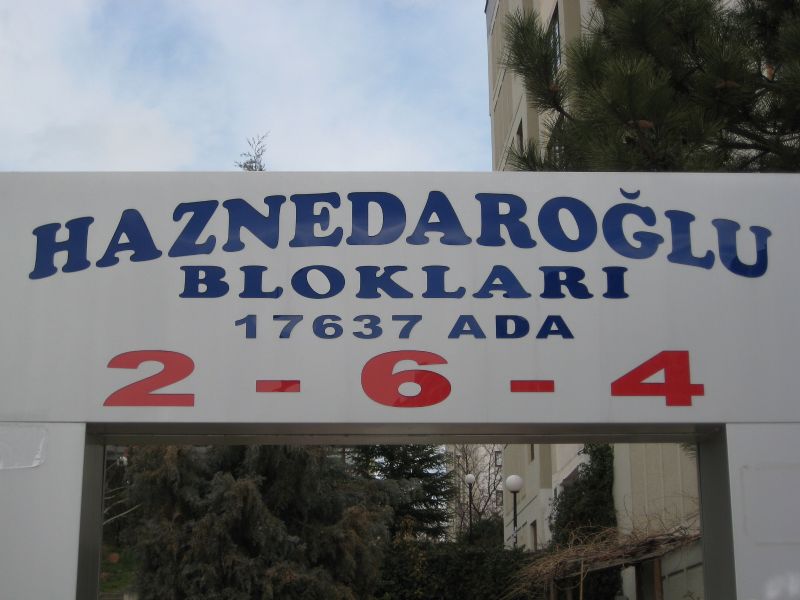 HAZNEDAROĞLU
BLOKLARI
17637 ADA
2 - 6 - 4